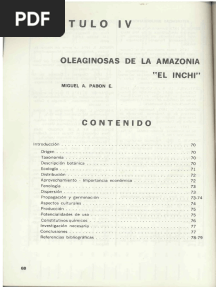 PDF
TULO IV
OLEAGINOSAS DE LA AMAZONIA
"EL INCHI"
MIGUEL A. PABON E.
CONTENIDO
Introducción 70
Origen 70
Taxonomía 70
Descripción botánica 70
Ecología 71
Distribución 72
Aprovechamiento - Importancia económica 72
Fenología 73
Dispersión 73
Propagación y germinación 73-74
Aspectos culturales 74
Producción 75
Potencialidades de uso 75
Constitutivos químicos 76
Investigación necesaria 77
Conclusiones 77
Referencias bibliográficas 78-79
68